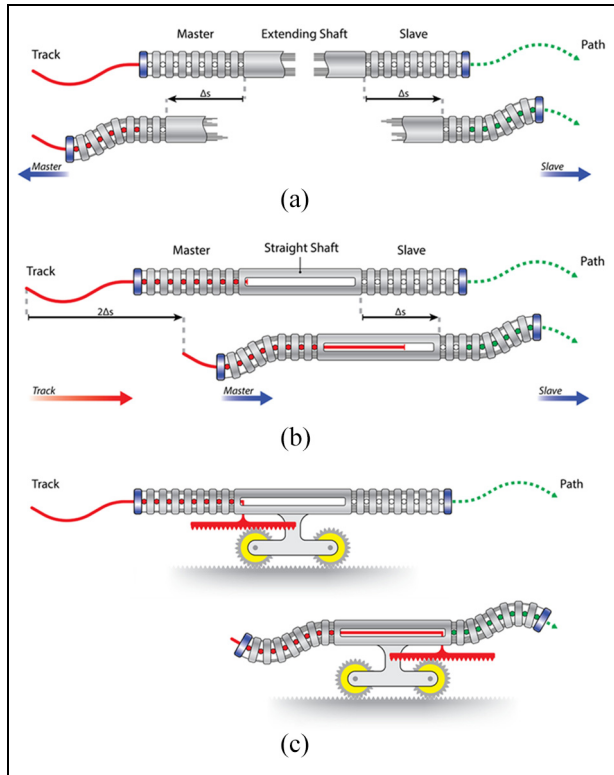 Master Extending Shaft Slave
Track Path
Δs Δs
Master Slave
(a)
Straight Shaft
Master Slave
Track Path
2Δs Δs
Track Master Slave
(b)
Track Path
(c)